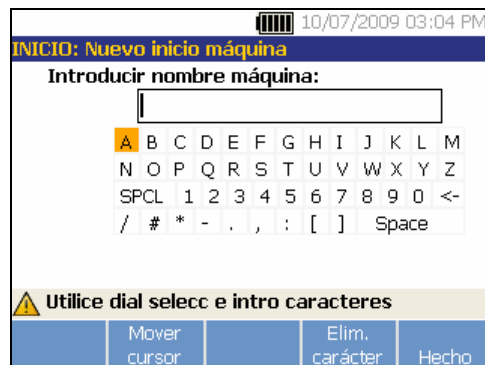 10/07/2009 03:04 PM
INICIO: Nuevo inicio máquina
Introducir nombre máquina:
A B C D E F G H I J K L M
N O P Q R S T U V W X Y Z
SPCL 1 2 3 4 5 6 7 8 9 0 <-
/ # * - . , : [ ] Space
Utilice dial selecc e intro caracteres
Mover cursor
Elim. carácter
Hecho